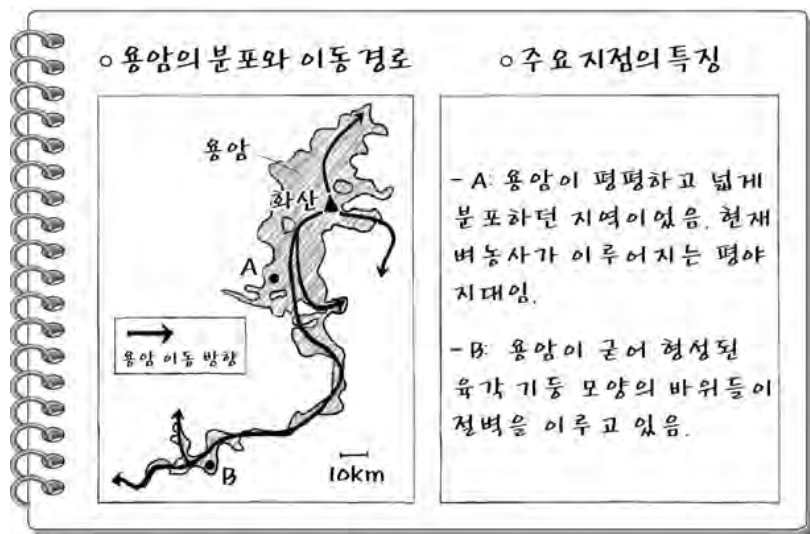 ○ 용암의 분포와 이동 경로
용암
화산
A
용암 이동 방향
B
10km
○ 주요 지점의 특징
- A: 용암이 평평하고 넓게
분포하던 지역이었음. 현재
벼농사가 이루어지는 평야
지대임.
- B: 용암이 굳어 형성된
육각 기둥 모양의 바위들이
절벽을 이루고 있음.